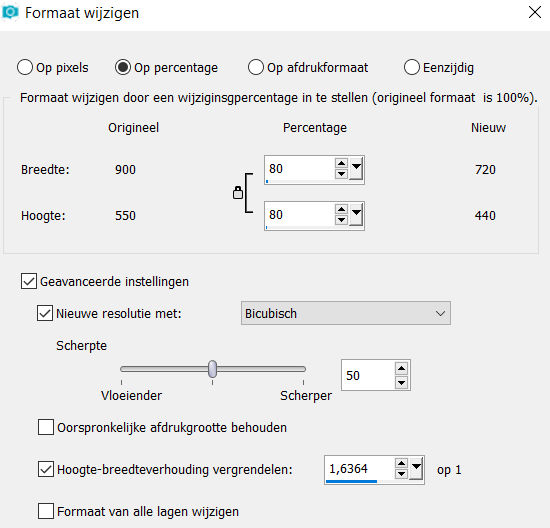 Formaat wijzigen
Op pixels Op percentage Op afdrukformaat Eenzijdig
Formaat wijzigen door een wijziginsgpercentage in te stellen (origineel formaat is 100%).
Origineel Percentage Nieuw
Breedte: 900 80 720
Hoogte: 550 80 440
Geavanceerde instellingen
Nieuwe resolutie met: Bicubisch
Scherpte
50
Vloeiender Scherper
Oorspronkelijke afdrukgrootte behouden
Hoogte-breedteverhouding vergrendelen: 1,6364 op 1
Formaat van alle lagen wijzigen